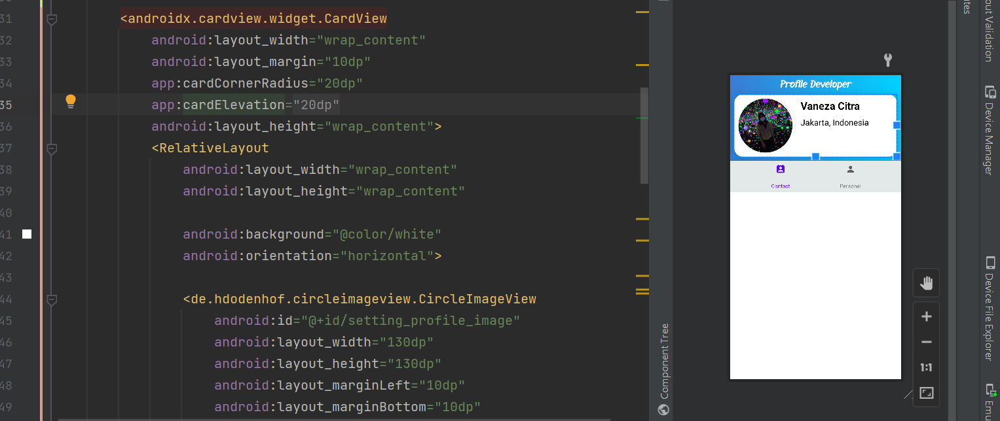 31 <androidx.cardview.widget.CardView
32 android:layout_width="wrap_content"
33 android:layout_margin="10dp"
34 app:cardCornerRadius="20dp"
35 app:cardElevation="20dp"
36 android:layout_height="wrap_content">
37 <RelativeLayout
38 android:layout_width="wrap_content"
39 android:layout_height="wrap_content"
40
41 android:background="@color/white"
42 android:orientation="horizontal">
43
44 <de.hdodenhof.circleimageview.CircleImageView
45 android:id="@+id/setting_profile_image"
46 android:layout_width="130dp"
47 android:layout_height="130dp"
48 android:layout_marginLeft="10dp"
49 android:layout_marginBottom="10dp"
Component Tree
Profile Developer
Vaneza Citra
Jakarta, Indonesia
Contact
Personal
1:1
tes
out Validation
Device Manager
Device File Explorer
Emu